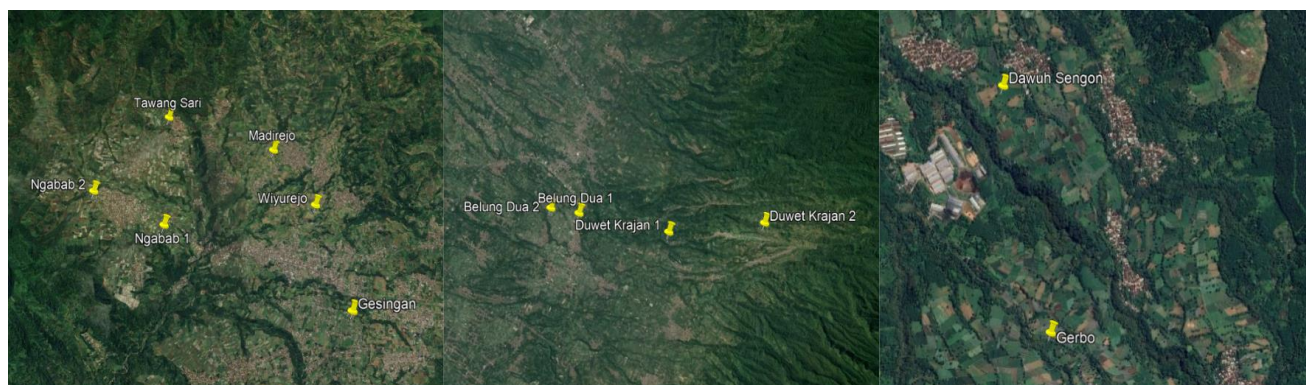 Tawang Sari
Madirejo
Ngabab 2
Wiyurejo
Ngabab 1
Gesingan
Belung Dua 1
Belung Dua 2
Duwet Krajan 1
Duwet Krajan 2
Dawuh Sengon
Gerbo